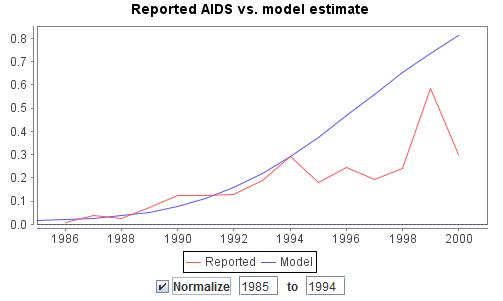 Reported AIDS vs. model estimate
0.8
0.7
0.6
0.5
0.4
0.3
0.2
0.1
0.0
1986 1988 1990 1992 1994 1996 1998 2000
Reported Model
Normalize 1985 to 1994